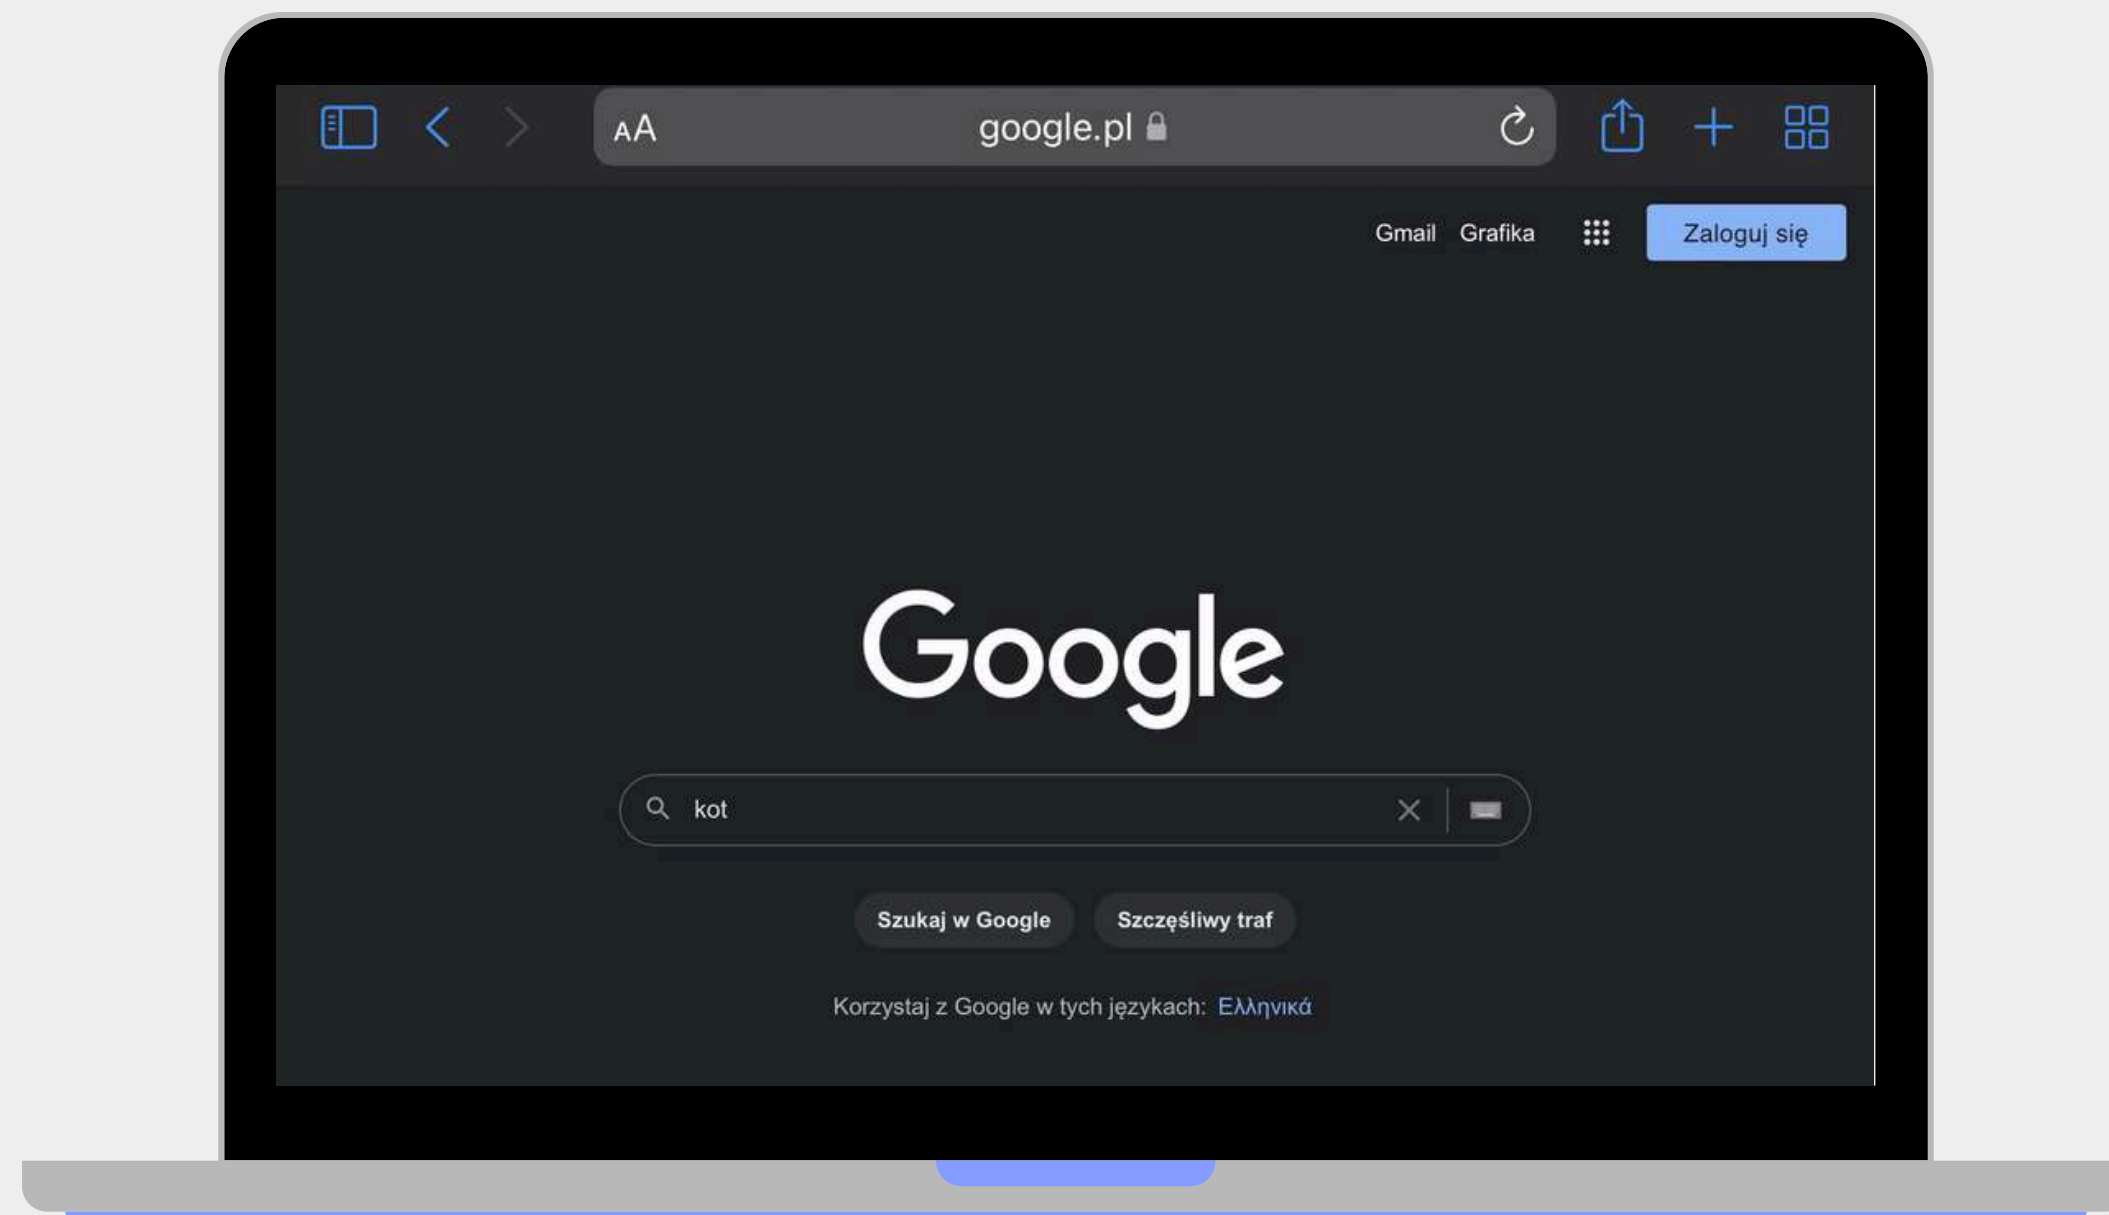 AA google.pl
Gmail Grafika Zaloguj się
Google
kot
Szukaj w Google Szczęśliwy traf
Korzystaj z Google w tych językach: Ελληνικά